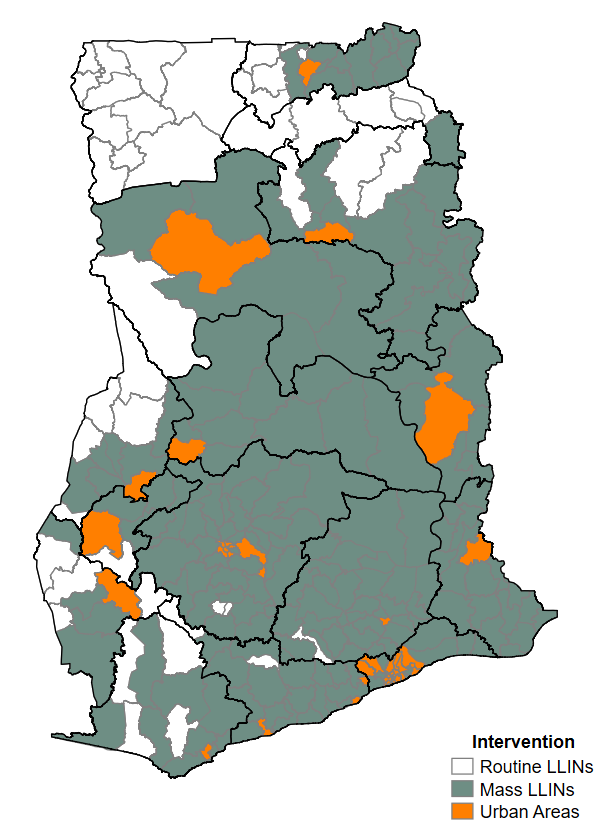 Intervention
Routine LLINs
Mass LLINs
Urban Areas